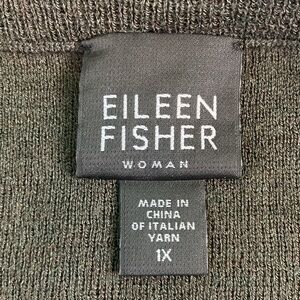 EILEEN
FISHER
WOMAN
MADE IN
CHINA
OF ITALIAN
YARN
1X